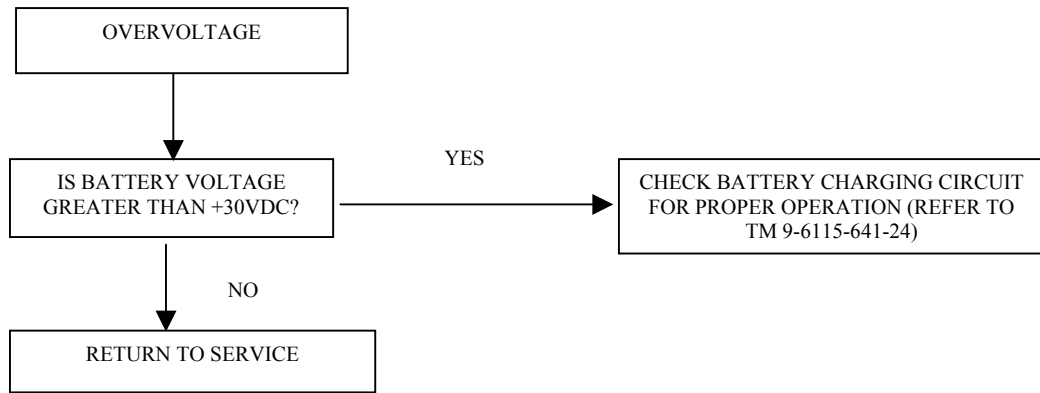 OVERVOLTAGE
IS BATTERY VOLTAGE
GREATER THAN +30VDC?
YES
CHECK BATTERY CHARGING CIRCUIT
FOR PROPER OPERATION (REFER TO
TM 9-6115-641-24)
NO
RETURN TO SERVICE